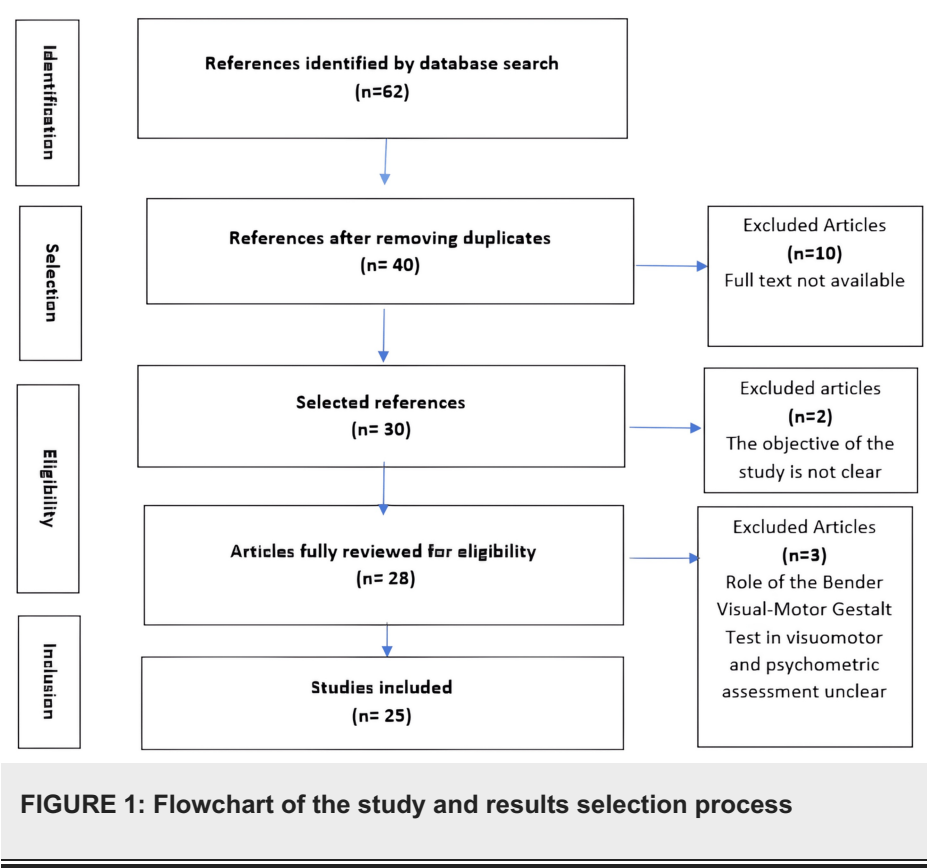 Identification
References identified by database search
(n=62)
Selection
References after removing duplicates
(n= 40)
Excluded Articles
(n=10)
Full text not available
Eligibility
Selected references
(n= 30)
Excluded articles
(n=2)
The objective of the
study is not clear
Articles fully reviewed for eligibility
(n= 28)
Excluded Articles
(n=3)
Role of the Bender
Visual-Motor Gestalt
Test in visuomotor
and psychometric
assessment unclear
Inclusion
Studies included
(n= 25)
FIGURE 1: Flowchart of the study and results selection process